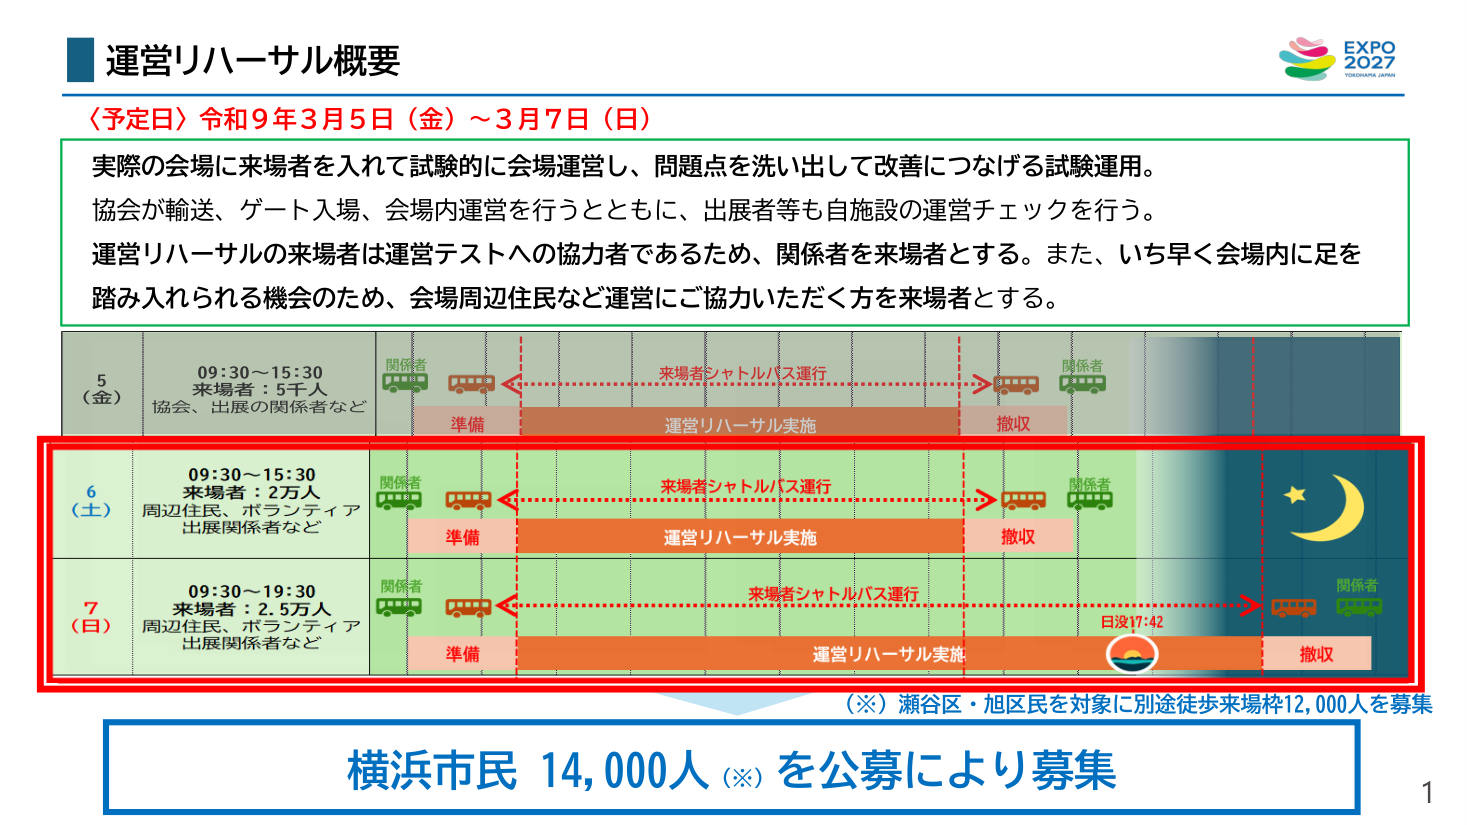 運営リハーサル概要
EXPO
2027
YOKOHAMA JAPAN
〈予定日〉令和９年３月５日（金）～３月７日（日）
実際の会場に来場者を入れて試験的に会場運営し、問題点を洗い出して改善につなげる試験運用。
協会が輸送、ゲート入場、会場内運営を行うとともに、出展者等も自施設の運営チェックを行う。
運営リハーサルの来場者は運営テストへの協力者であるため、関係者を来場者とする。また、いち早く会場内に足を
踏み入れられる機会のため、会場周辺住民など運営にご協力いただく方を来場者とする。
5
（金）
09:30～15:30
来場者：5千人
協会、出展の関係者など
関係者
来場者シャトルバス運行
関係者
準備
運営リハーサル実施
撤収
6
（土）
09:30～15:30
来場者：2万人
周辺住民、ボランティア
出展関係者など
関係者
来場者シャトルバス運行
関係者
準備
運営リハーサル実施
撤収
7
（日）
09:30～19:30
来場者：2.5万人
周辺住民、ボランティア
出展関係者など
関係者
来場者シャトルバス運行
関係者
日没17:42
準備
運営リハーサル実施
撤収
（※）瀬谷区・旭区民を対象に別途徒歩来場枠12,000人を募集
横浜市民 14,000人（※）を公募により募集
1